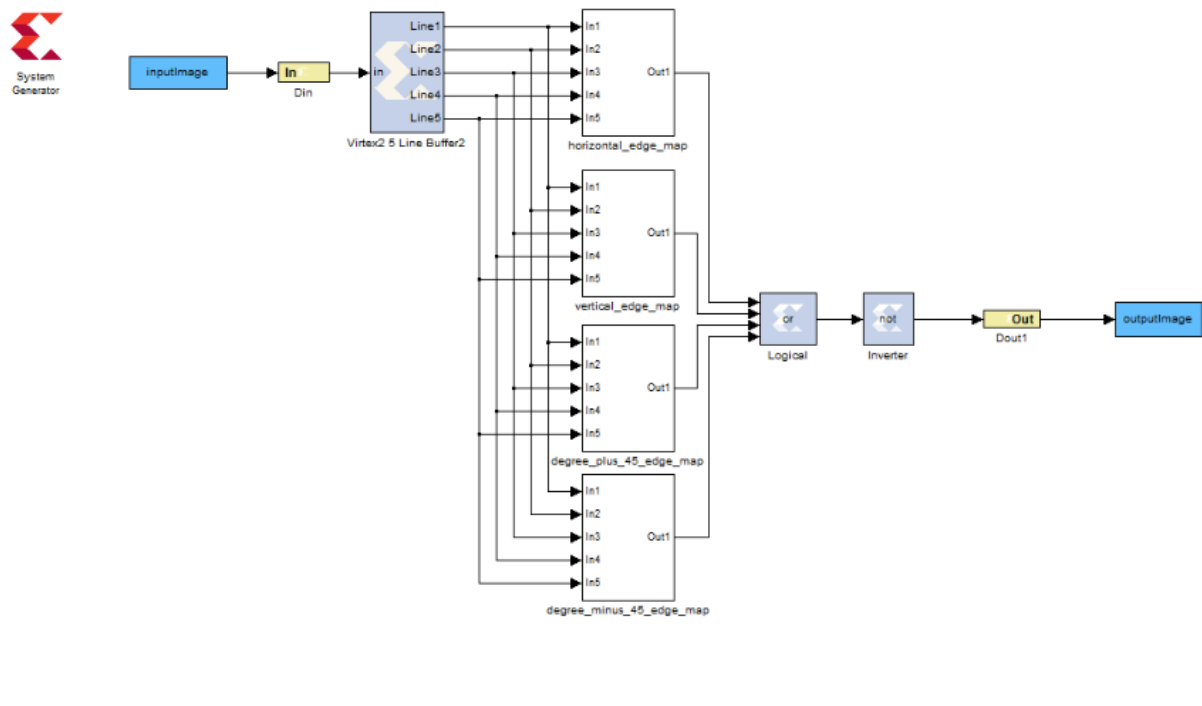 System
Generator
inputImage
In
Din
in
Line1
Line2
Line3
Line4
Line5
Virtex2 5 Line Buffer2
In1
In2
In3
In4
In5
Out1
horizontal_edge_map
In1
In2
In3
In4
In5
Out1
vertical_edge_map
In1
In2
In3
In4
In5
Out1
degree_plus_45_edge_map
In1
In2
In3
In4
In5
Out1
degree_minus_45_edge_map
or
Logical
not
Inverter
Out
Dout1
outputImage